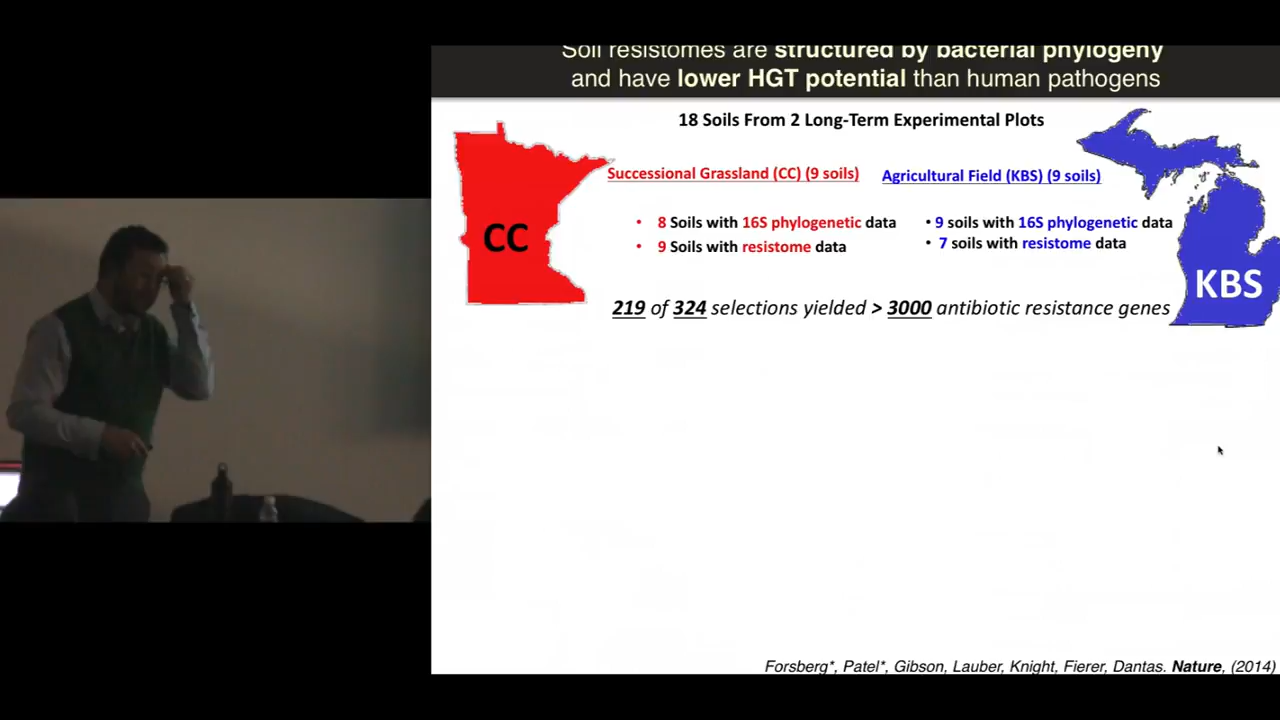 Soil resistomes are structured by bacterial phylogeny
and have lower HGT potential than human pathogens
18 Soils From 2 Long-Term Experimental Plots
Successional Grassland (CC) (9 soils)
Agricultural Field (KBS) (9 soils)
• 8 Soils with 16S phylogenetic data
• 9 Soils with resistome data
• 9 soils with 16S phylogenetic data
• 7 soils with resistome data
CC
KBS
219 of 324 selections yielded > 3000 antibiotic resistance genes
Forsberg*, Patel*, Gibson, Lauber, Knight, Fierer, Dantas. Nature, (2014)